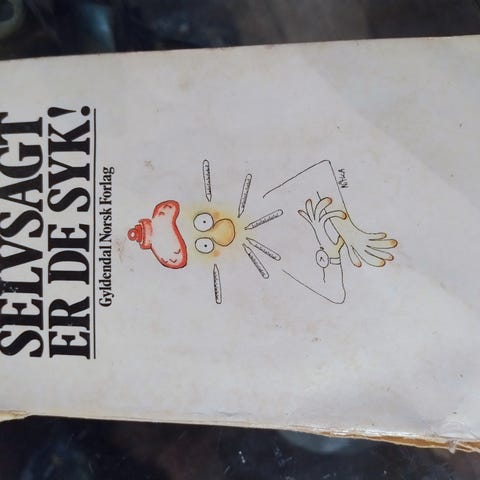 SELVSAGT
ER DE SYK!
Gyldendal Norsk Forlag